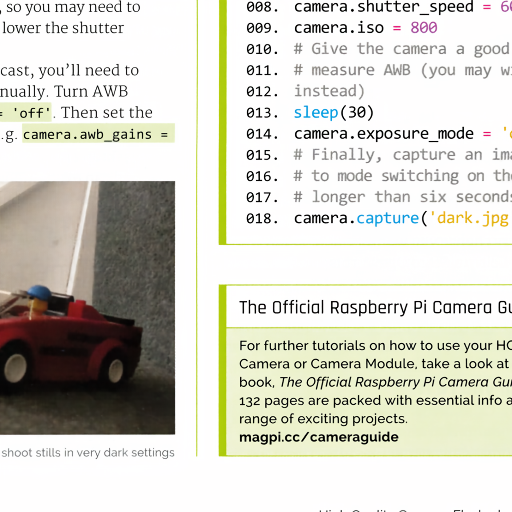 , so you may need to
lower the shutter
cast, you'll need to
nually. Turn AWB
= 'off'. Then set the
.g. camera.awb_gains =
shoot stills in very dark settings
008. camera.shutter_speed = 60
009. camera.iso = 800
010. # Give the camera a good
011. # measure AWB (you may wi
012. instead)
013. sleep(30)
014. camera.exposure_mode = 'o
015. # Finally, capture an ima
016. # to mode switching on the
017. # longer than six seconds
018. camera.capture('dark.jpg
The Official Raspberry Pi Camera Gu
For further tutorials on how to use your HQ
Camera or Camera Module, take a look at
book, The Official Raspberry Pi Camera Gui
132 pages are packed with essential info a
range of exciting projects.
magpi.cc/cameraguide